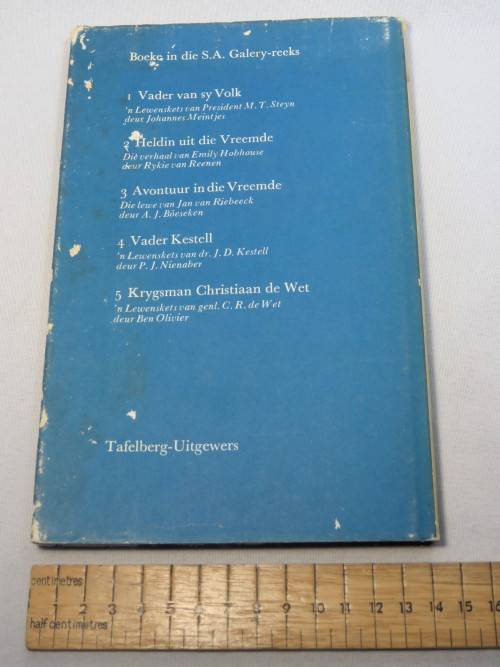 Boeke in die S.A. Galery-reeks
1 Vader van sy Volk
'n Lewenskets van President M. T. Steyn
deur Johannes Meintjes
2 Heldin uit die Vreemde
Die verhaal van Emily Hobhouse
deur Rykie van Reenen
3 Avontuur in die Vreemde
Die lewe van Jan van Riebeeck
deur A. J. Böeseken
4 Vader Kestell
'n Lewenskets van dr. J. D. Kestell
deur P. J. Nienaber
5 Krygsman Christiaan de Wet
'n Lewenskets van genl. C. R. de Wet
deur Ben Olivier
Tafelberg-Uitgewers
centimetres
1 2 3 4 5 6 7 8 9 10 11 12 13 14 15 16
half centimetres